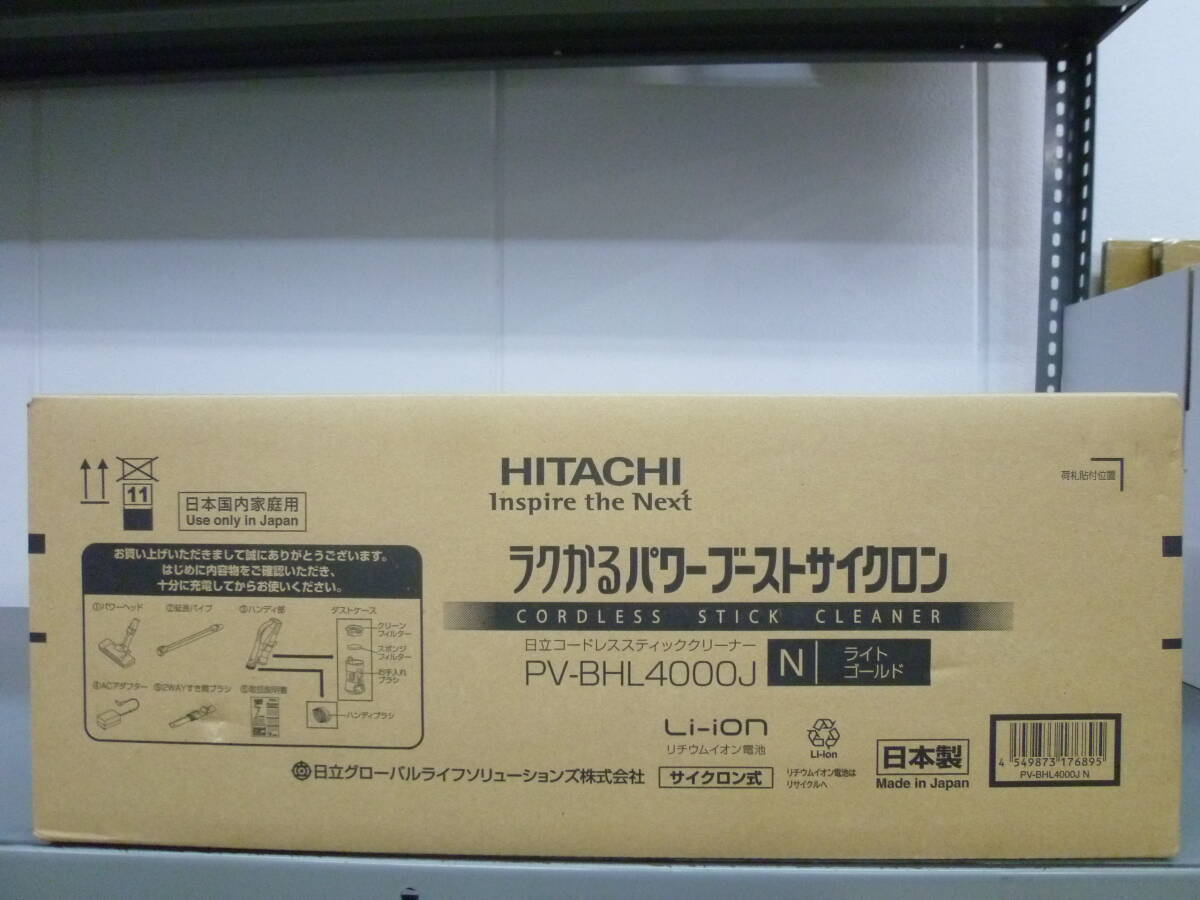 HITACHI
Inspire the Next
荷札貼付位置
11
日本国内家庭用
Use only in Japan
お買い上げいただきまして誠にありがとうございます。
はじめに内容物をご確認いただき、
十分に充電してからお使いください。
①パワーヘッド
②延長パイプ
③ハンディ部
ダストケース
クリーン
フィルター
スポンジ
フィルター
お手入れ
ブラシ
④ACアダプター
⑤2WAYすき間ブラシ
⑥取扱説明書
ハンディブラシ
ラクかるパワーブーストサイクロン
CORDLESS STICK CLEANER
日立コードレススティッククリーナー
PV-BHL4000J
N
ライト
ゴールド
Li-ion
リチウムイオン電池
Li-ion
リチウムイオン電池は
リサイクルへ
日本製
Made in Japan
4 549873 176895
PV-BHL4000J N
日立グローバルライフソリューションズ株式会社
サイクロン式